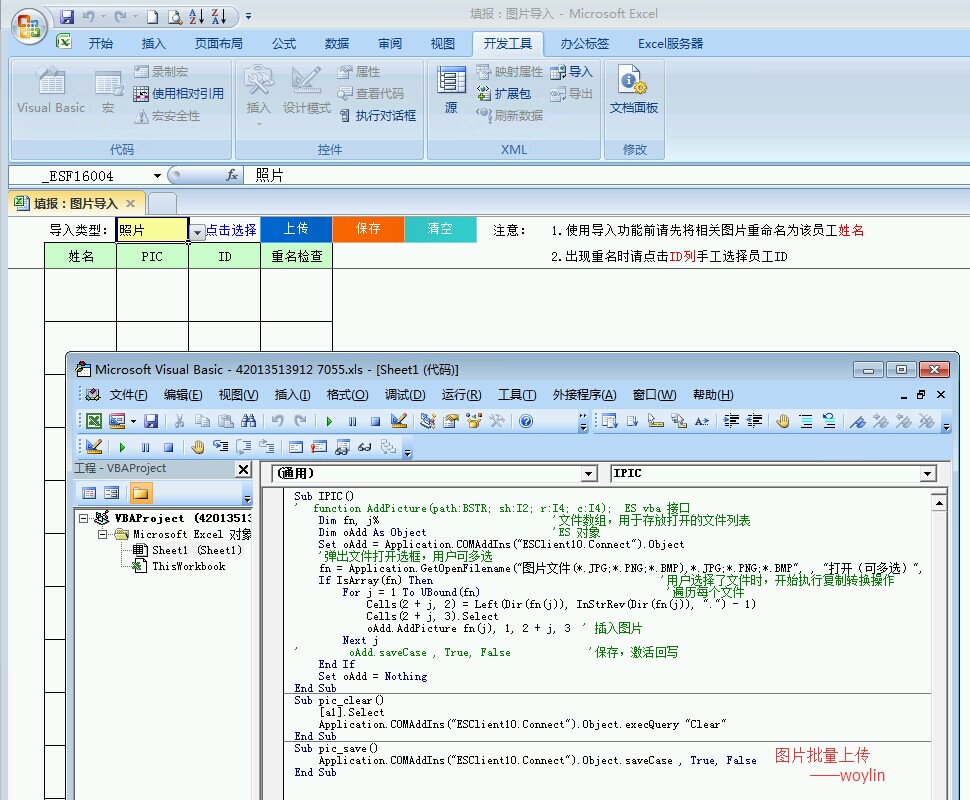 填报：图片导入 - Microsoft Excel
开始 插入 页面布局 公式 数据 审阅 视图 开发工具 办公标签 Excel服务器
Visual Basic 宏 录制宏 使用相对引用 宏安全性
代码
插入 设计模式 属性 查看代码 执行对话框
控件
源 映射属性 扩展包 刷新数据 导入 导出
XML
文档面板
修改
_ESF16004 fx 照片
填报：图片导入
导入类型： 照片 点击选择 上传 保存 清空 注意： 1.使用导入功能前请先将相关图片重命名为该员工姓名
姓名 PIC ID 重名检查 2.出现重名时请点击ID列手工选择员工ID
Microsoft Visual Basic - 42013513912 7055.xls - [Sheet1 (代码)]
文件(F) 编辑(E) 视图(V) 插入(I) 格式(O) 调试(D) 运行(R) 工具(T) 外接程序(A) 窗口(W) 帮助(H)
工程 - VBAProject
VBAProject (4201351
Microsoft Excel 对象
Sheet1 (Sheet1)
ThisWorkbook
(通用) IPIC
Sub IPIC()
'  function AddPicture(path:BSTR; sh:I2; r:I4; c:I4);  ES vba 接口
Dim fn, j% '文件数组，用于存放打开的文件列表
Dim oAdd As Object 'ES 对象
Set oAdd = Application.COMAddIns("ESClient10.Connect").Object
'弹出文件打开选框，用户可多选
fn = Application.GetOpenFilename("图片文件(*.JPG;*.PNG;*.BMP),*.JPG;*.PNG;*.BMP", , "打开（可多选）",
If IsArray(fn) Then '用户选择了文件时，开始执行复制转换操作
For j = 1 To UBound(fn) '遍历每个文件
Cells(2 + j, 2) = Left(Dir(fn(j)), InStrRev(Dir(fn(j)), ".") - 1)
Cells(2 + j, 3).Select
oAdd.AddPicture fn(j), 1, 2 + j, 3 ' 插入图片
Next j
' oAdd.saveCase , True, False '保存，激活回写
End If
Set oAdd = Nothing
End Sub
Sub pic_clear()
[a1].Select
Application.COMAddIns("ESClient10.Connect").Object.execQuery "Clear"
End Sub
Sub pic_save()
Application.COMAddIns("ESClient10.Connect").Object.saveCase , True, False
End Sub
图片批量上传
——woylin